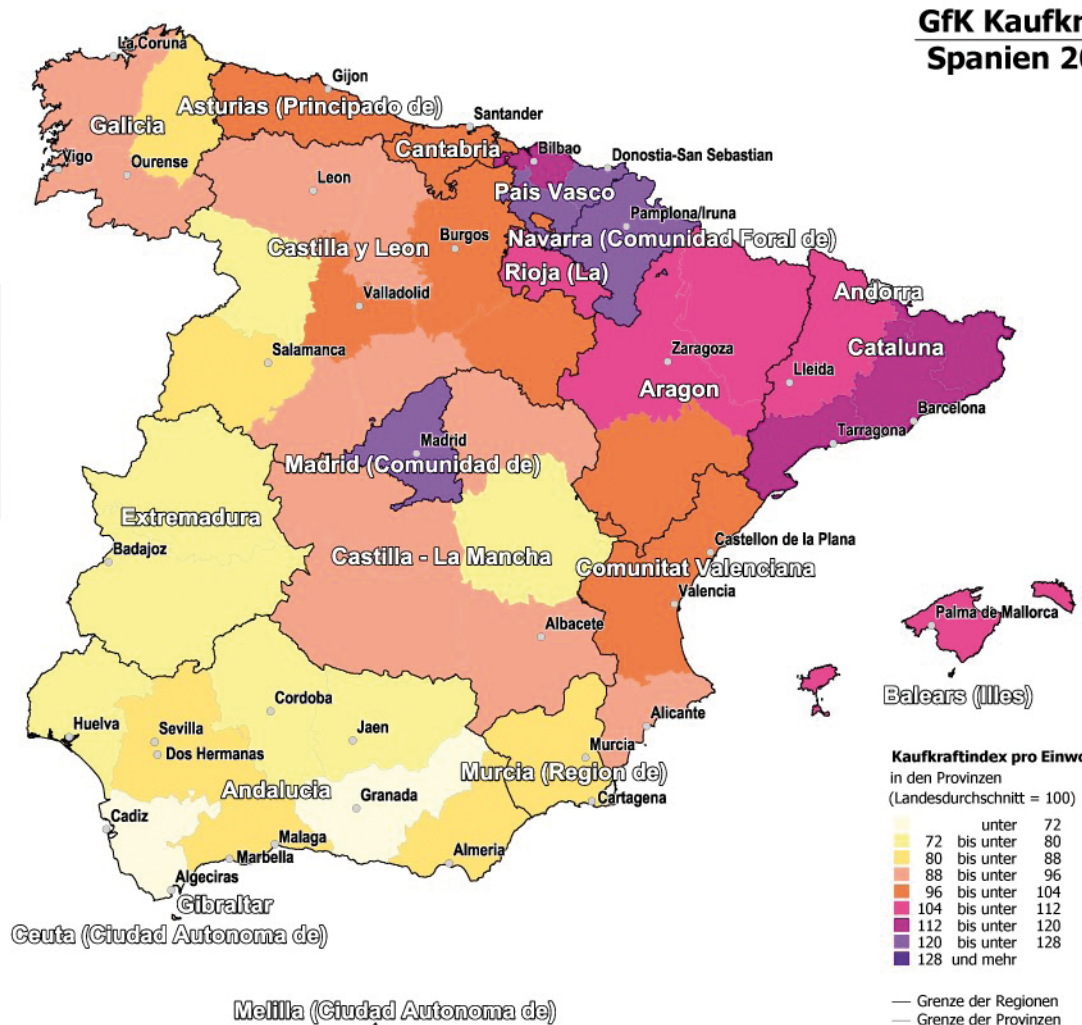 GfK Kaufkr
Spanien 20
La Coruna
Gijon
Asturias (Principado de)
Santander
Galicia
Cantabria
Bilbao
Donostia-San Sebastian
Vigo
Ourense
Leon
Pais Vasco
Pamplona/Iruna
Burgos
Navarra (Comunidad Foral de)
Castilla y Leon
Rioja (La)
Andorra
Valladolid
Cataluna
Salamanca
Zaragoza
Lleida
Aragon
Barcelona
Tarragona
Madrid
Madrid (Comunidad de)
Extremadura
Castellon de la Plana
Badajoz
Castilla - La Mancha
Comunitat Valenciana
Valencia
Palma de Mallorca
Albacete
Balears (Illes)
Cordoba
Alicante
Huelva
Sevilla
Jaen
Dos Hermanas
Murcia
Murcia (Region de)
Andalucia
Granada
Cartagena
Cadiz
Malaga
Marbella
Almeria
Algeciras
Gibraltar
Ceuta (Ciudad Autonoma de)
Melilla (Ciudad Autonoma de)
Kaufkraftindex pro Einwo
in den Provinzen
(Landesdurchschnitt = 100)
unter 72
72 bis unter 80
80 bis unter 88
88 bis unter 96
96 bis unter 104
104 bis unter 112
112 bis unter 120
120 bis unter 128
128 und mehr
Grenze der Regionen
Grenze der Provinzen